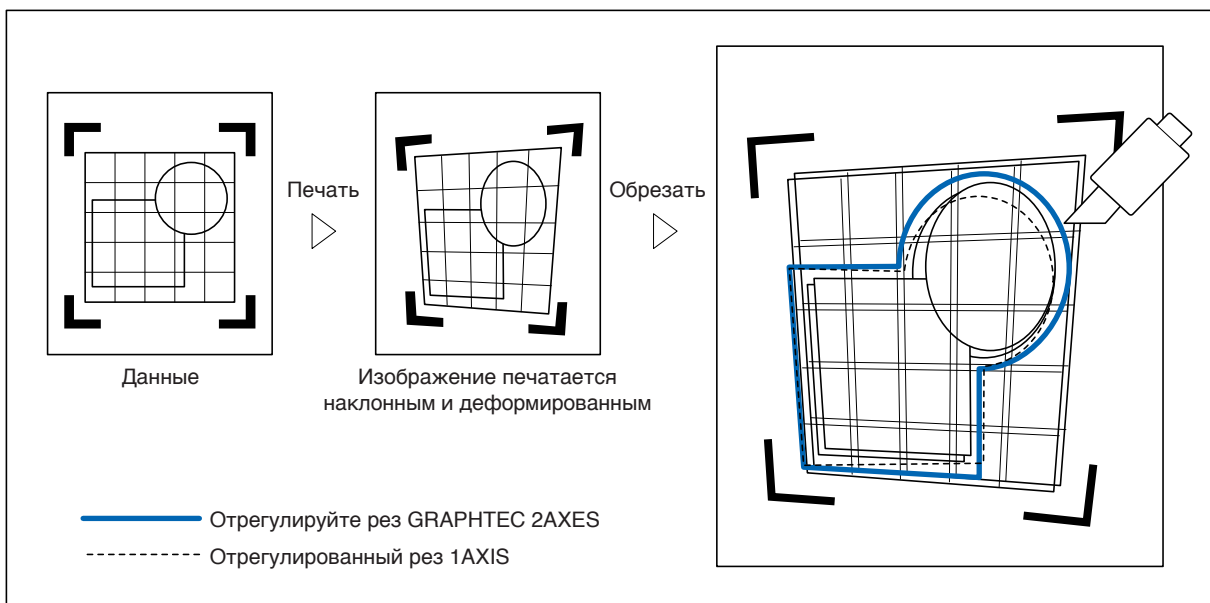 Печать
Обрезать
Данные
Изображение печатается
наклонным и деформированным
Отрегулируйте рез GRAPHTEC 2AXES
Отрегулированный рез 1AXIS